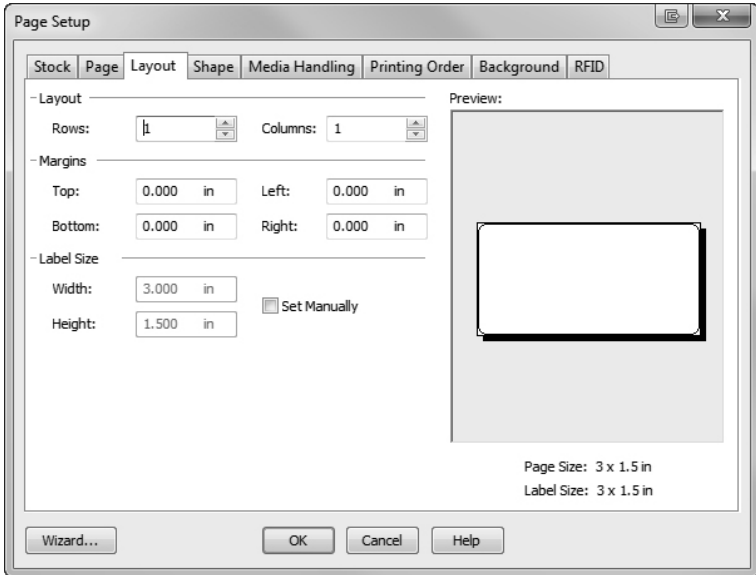 Page Setup
Stock Page Layout Shape Media Handling Printing Order Background RFID
Layout
Rows: 1 Columns: 1
Margins
Top: 0.000 in Left: 0.000 in
Bottom: 0.000 in Right: 0.000 in
Label Size
Width: 3.000 in
Set Manually
Height: 1.500 in
Preview:
Page Size: 3 x 1.5 in
Label Size: 3 x 1.5 in
Wizard... OK Cancel Help